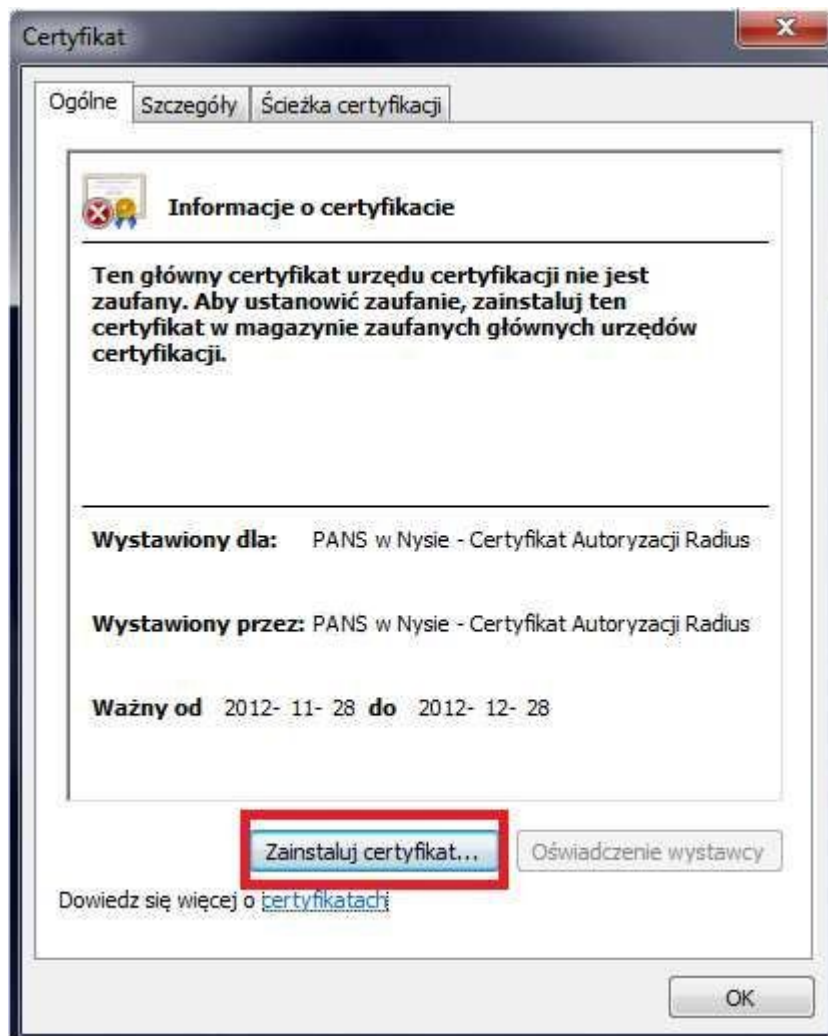 Certyfikat
Ogólne Szczegóły Ścieżka certyfikacji
Informacje o certyfikacie
Ten główny certyfikat urzędu certyfikacji nie jest
zaufany. Aby ustanowić zaufanie, zainstaluj ten
certyfikat w magazynie zaufanych głównych urzędów
certyfikacji.
Wystawiony dla: PANS w Nysie - Certyfikat Autoryzacji Radius
Wystawiony przez: PANS w Nysie - Certyfikat Autoryzacji Radius
Ważny od 2012- 11- 28 do 2012- 12- 28
Zainstaluj certyfikat... Oświadczenie wystawcy
Dowiedz się więcej o certyfikatach
OK